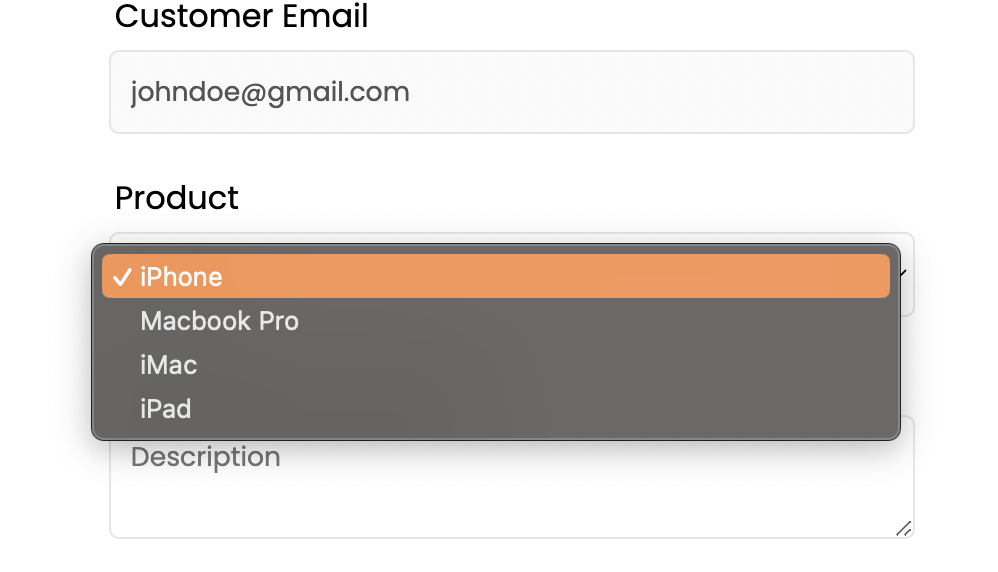 Customer Email
johndoe@gmail.com
Product
✓ iPhone
Macbook Pro
iMac
iPad
Description